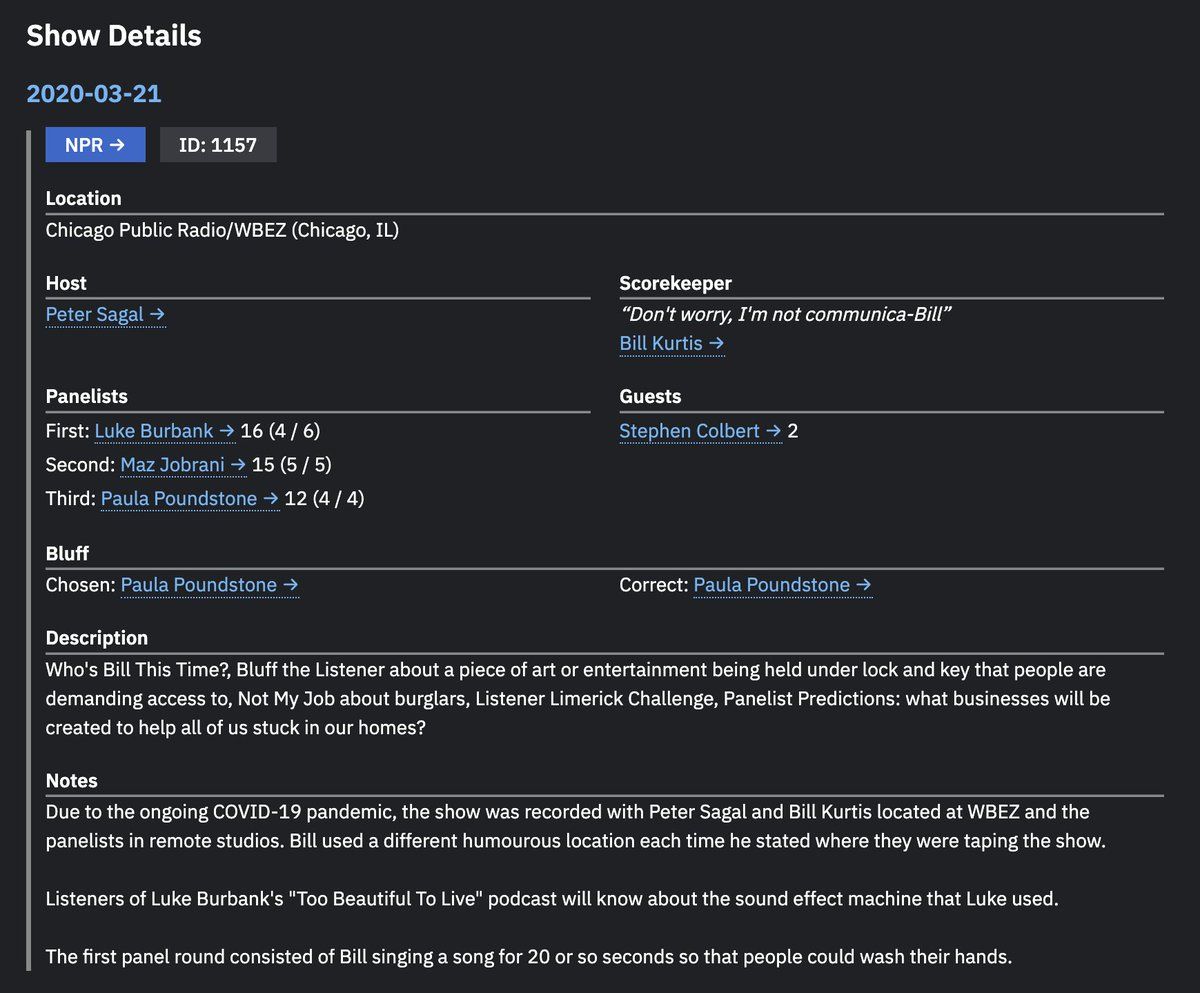 Show Details
2020-03-21
NPR → ID: 1157
Location
Chicago Public Radio/WBEZ (Chicago, IL)
Host
Peter Sagal →
Scorekeeper
“Don't worry, I'm not communica-Bill”
Bill Kurtis →
Panelists
First: Luke Burbank → 16 (4 / 6)
Second: Maz Jobrani → 15 (5 / 5)
Third: Paula Poundstone → 12 (4 / 4)
Guests
Stephen Colbert → 2
Bluff
Chosen: Paula Poundstone →
Correct: Paula Poundstone →
Description
Who's Bill This Time?, Bluff the Listener about a piece of art or entertainment being held under lock and key that people are
demanding access to, Not My Job about burglars, Listener Limerick Challenge, Panelist Predictions: what businesses will be
created to help all of us stuck in our homes?
Notes
Due to the ongoing COVID-19 pandemic, the show was recorded with Peter Sagal and Bill Kurtis located at WBEZ and the
panelists in remote studios. Bill used a different humourous location each time he stated where they were taping the show.
Listeners of Luke Burbank's "Too Beautiful To Live" podcast will know about the sound effect machine that Luke used.
The first panel round consisted of Bill singing a song for 20 or so seconds so that people could wash their hands.